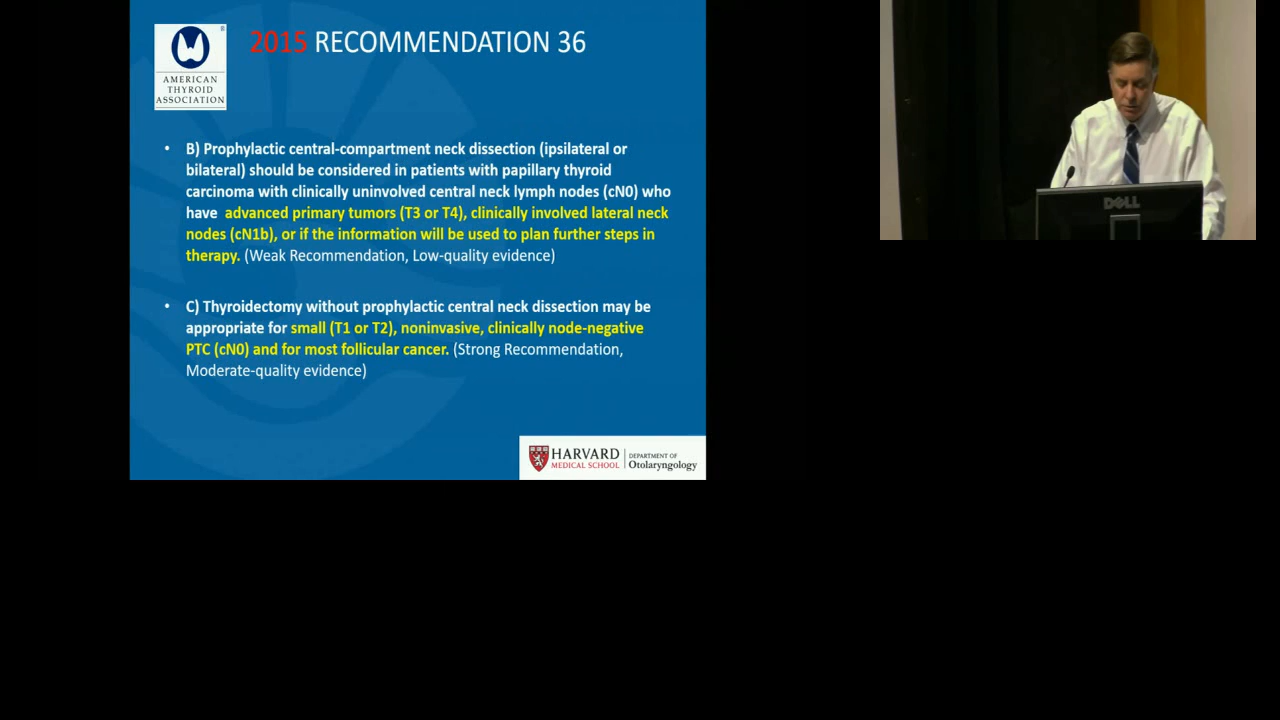 2015 RECOMMENDATION 36
AMERICAN
THYROID
ASSOCIATION
• B) Prophylactic central-compartment neck dissection (ipsilateral or
bilateral) should be considered in patients with papillary thyroid
carcinoma with clinically uninvolved central neck lymph nodes (cN0) who
have advanced primary tumors (T3 or T4), clinically involved lateral neck
nodes (cN1b), or if the information will be used to plan further steps in
therapy. (Weak Recommendation, Low-quality evidence)
• C) Thyroidectomy without prophylactic central neck dissection may be
appropriate for small (T1 or T2), noninvasive, clinically node-negative
PTC (cN0) and for most follicular cancer. (Strong Recommendation,
Moderate-quality evidence)
HARVARD
MEDICAL SCHOOL
DEPARTMENT OF
Otolaryngology
DELL